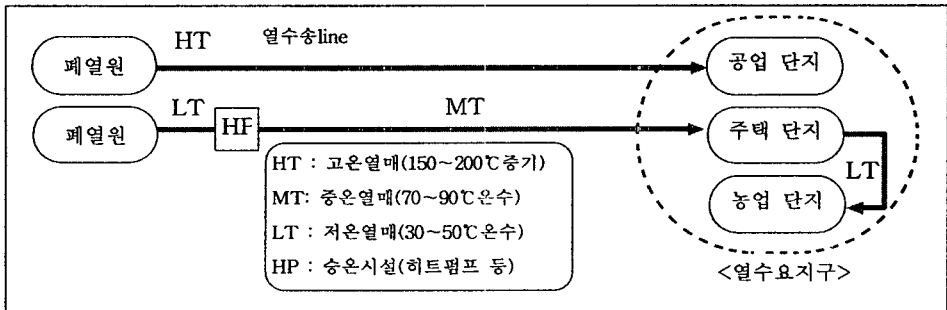 HT 열수송line
폐열원
공업 단지
LT
MT
폐열원
HP
주택 단지
LT
HT : 고온열매(150~200℃증기)
MT: 중온열매(70~90℃온수)
LT : 저온열매(30~50℃온수)
HP : 승온시설(히트펌프 등)
농업 단지
<열수요지구>